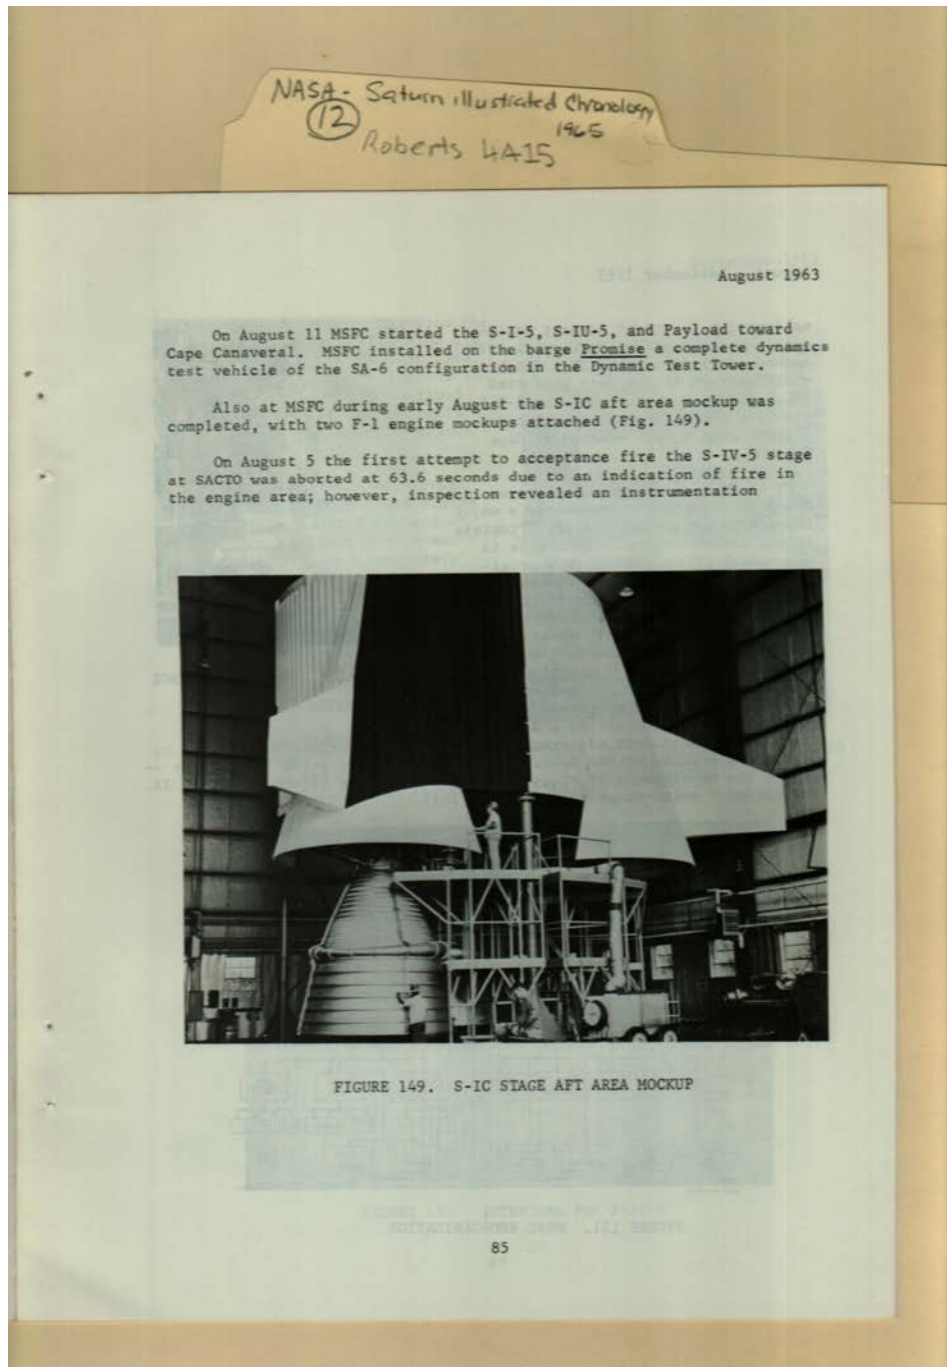 NASA - Saturn illustrated Chronology
12
1965
Roberts 4A15
August 1963
On August 11 MSFC started the S-I-5, S-IU-5, and Payload toward
Cape Canaveral. MSFC installed on the barge Promise a complete dynamics
test vehicle of the SA-6 configuration in the Dynamic Test Tower.
Also at MSFC during early August the S-IC aft area mockup was
completed, with two F-1 engine mockups attached (Fig. 149).
On August 5 the first attempt to acceptance fire the S-IV-5 stage
at SACTO was aborted at 63.6 seconds due to an indication of fire in
the engine area; however, inspection revealed an instrumentation
FIGURE 149. S-IC STAGE AFT AREA MOCKUP
85